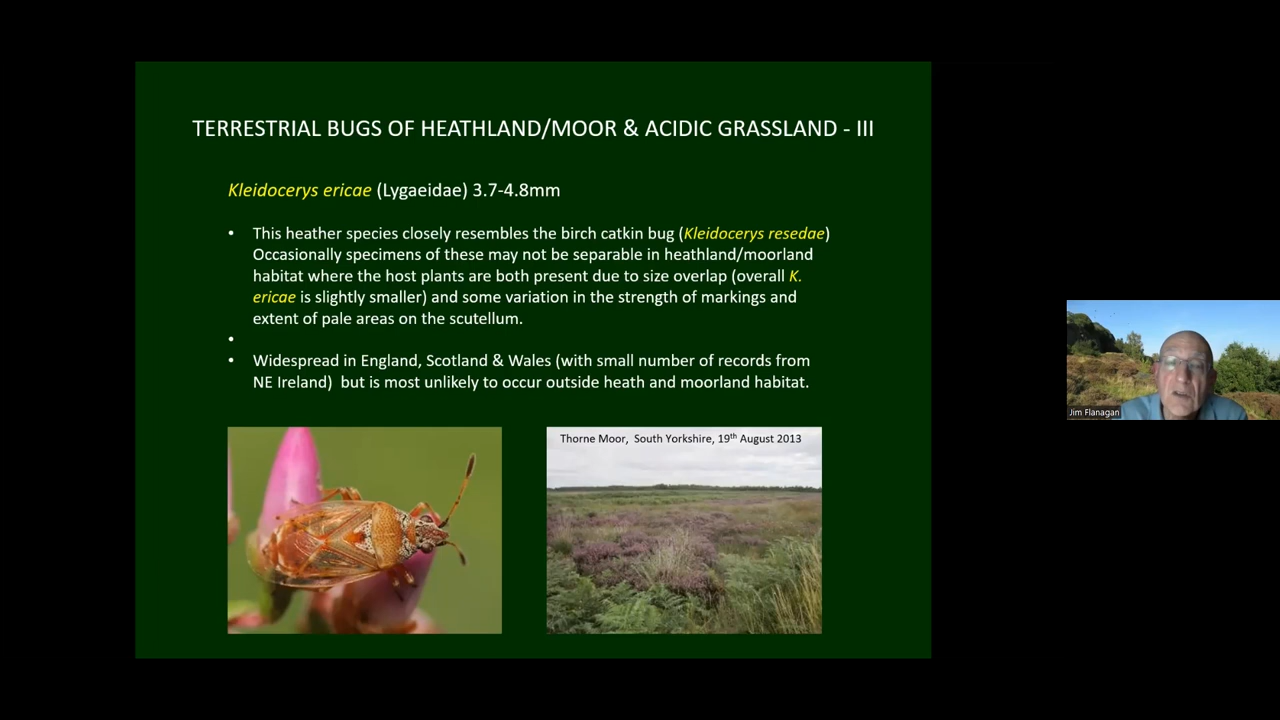 TERRESTRIAL BUGS OF HEATHLAND/MOOR & ACIDIC GRASSLAND - III
Kleidocerys ericae (Lygaeidae) 3.7-4.8mm
• This heather species closely resembles the birch catkin bug (Kleidocerys resedae)
Occasionally specimens of these may not be separable in heathland/moorland
habitat where the host plants are both present due to size overlap (overall K.
ericae is slightly smaller) and some variation in the strength of markings and
extent of pale areas on the scutellum.
•
• Widespread in England, Scotland & Wales (with small number of records from
NE Ireland) but is most unlikely to occur outside heath and moorland habitat.
Thorne Moor, South Yorkshire, 19th August 2013
Jim Flanagan